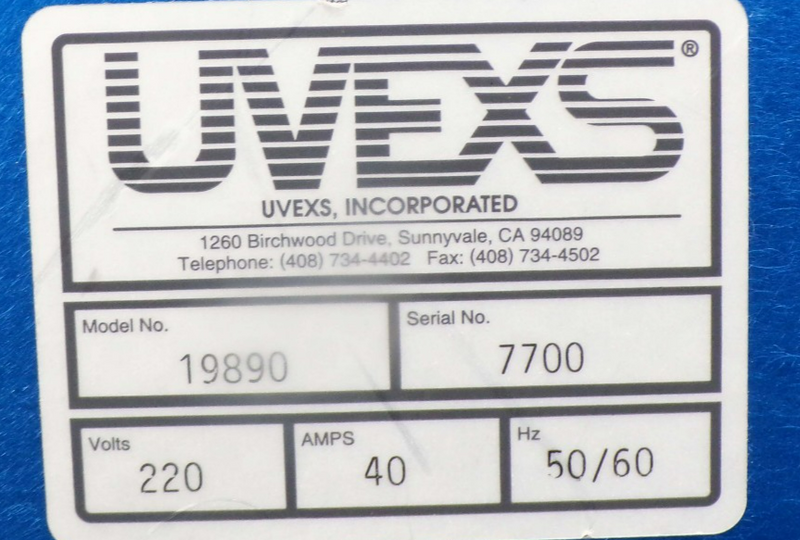 UVEXS®
UVEXS, INCORPORATED
1260 Birchwood Drive, Sunnyvale, CA 94089
Telephone: (408) 734-4402 Fax: (408) 734-4502
Model No. Serial No.
19890 7700
Volts AMPS Hz
220 40 50/60